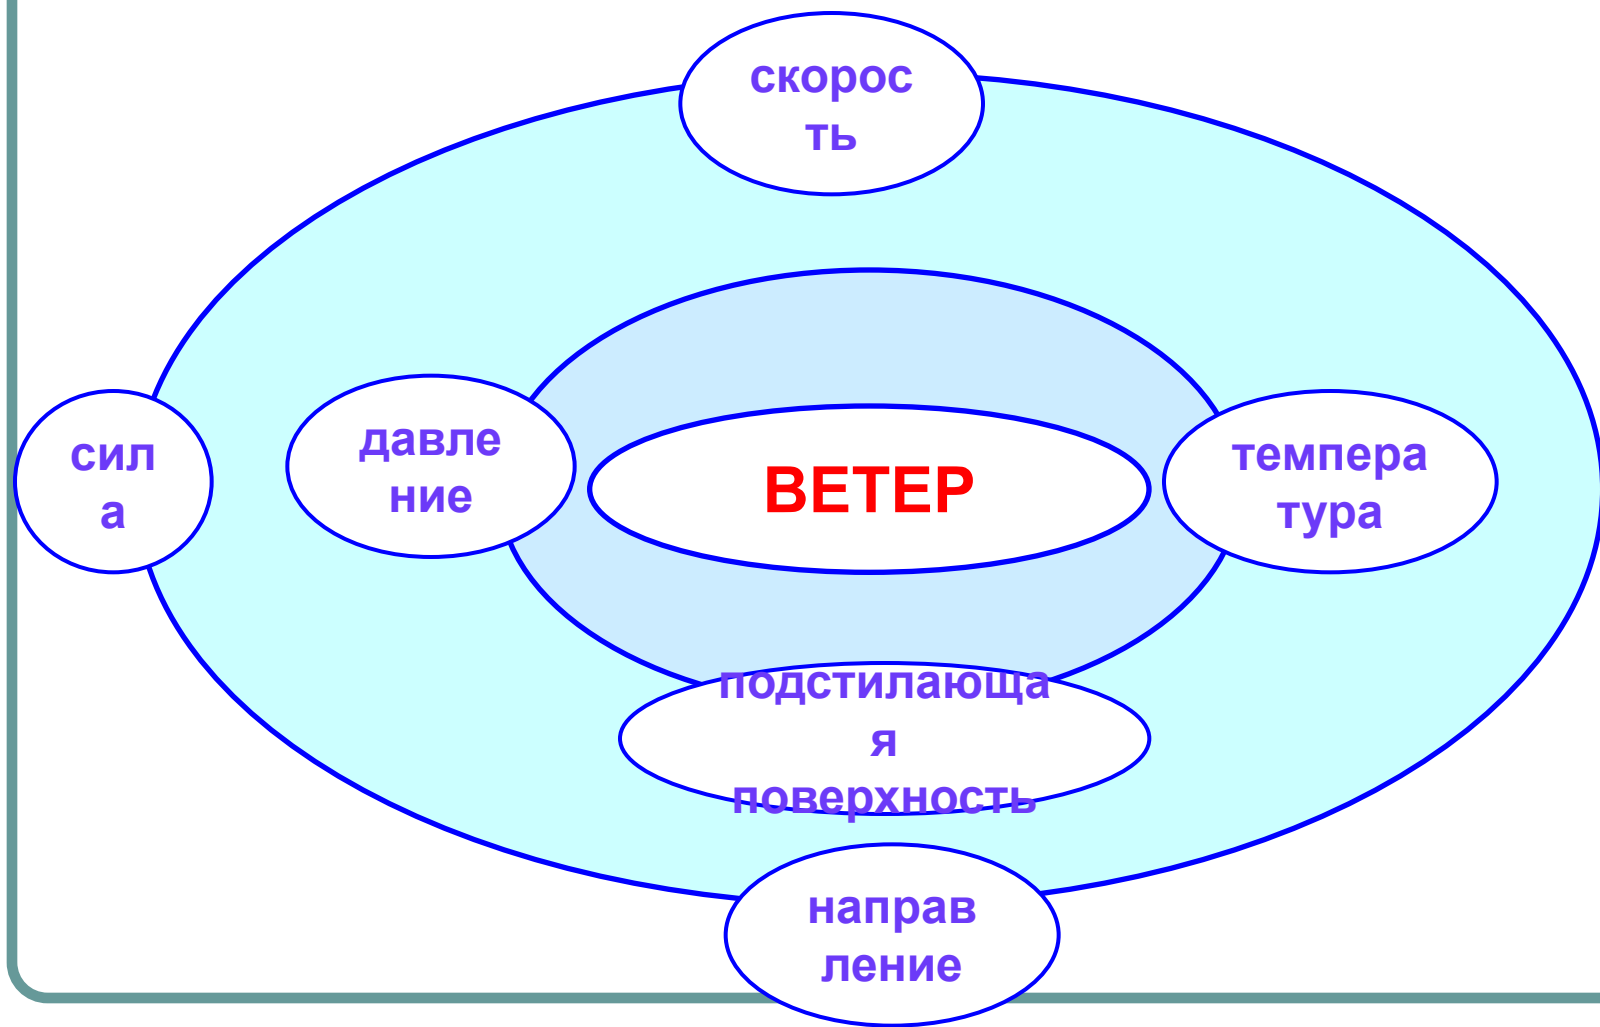 скорос
ть
сил
а
давле
ние
ВЕТЕР
темпера
тура
подстилающа
я
поверхность
направ
ление